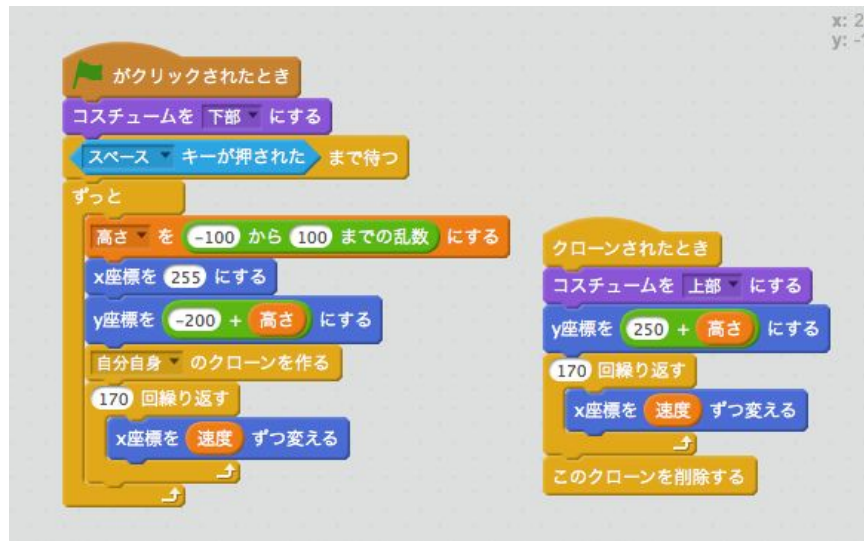 x: 2
y: -1
がクリックされたとき
コスチュームを 下部 にする
スペース キーが押された まで待つ
ずっと
高さ を -100 から 100 までの乱数 にする
x座標を 255 にする
y座標を -200 + 高さ にする
自分自身 のクローンを作る
170 回繰り返す
x座標を 速度 ずつ変える
クローンされたとき
コスチュームを 上部 にする
y座標を 250 + 高さ にする
170 回繰り返す
x座標を 速度 ずつ変える
このクローンを削除する